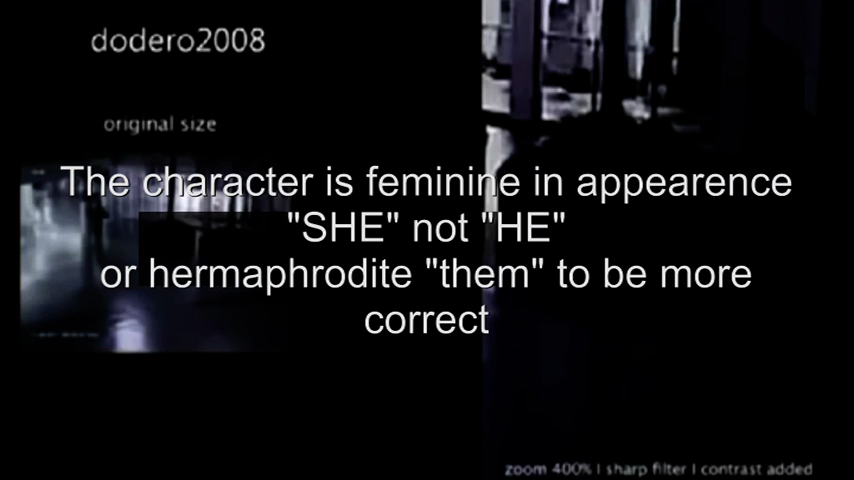 dodero2008
original size
The character is feminine in appearence
"SHE" not "HE"
or hermaphrodite "them" to be more
correct
zoom 400% | sharp filter | contrast added